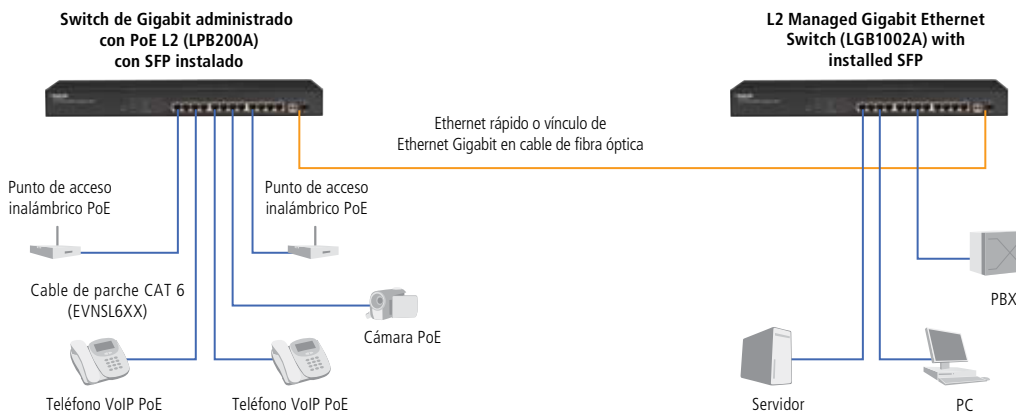 Switch de Gigabit administrado
con PoE L2 (LPB200A)
con SFP instalado
L2 Managed Gigabit Ethernet
Switch (LGB1002A) with
installed SFP
Ethernet rápido o vínculo de
Ethernet Gigabit en cable de fibra óptica
Punto de acceso
inalámbrico PoE
Punto de acceso
inalámbrico PoE
Cable de parche CAT 6
(EVNSL6XX)
Cámara PoE
PBX
Teléfono VoIP PoE
Teléfono VoIP PoE
Servidor
PC